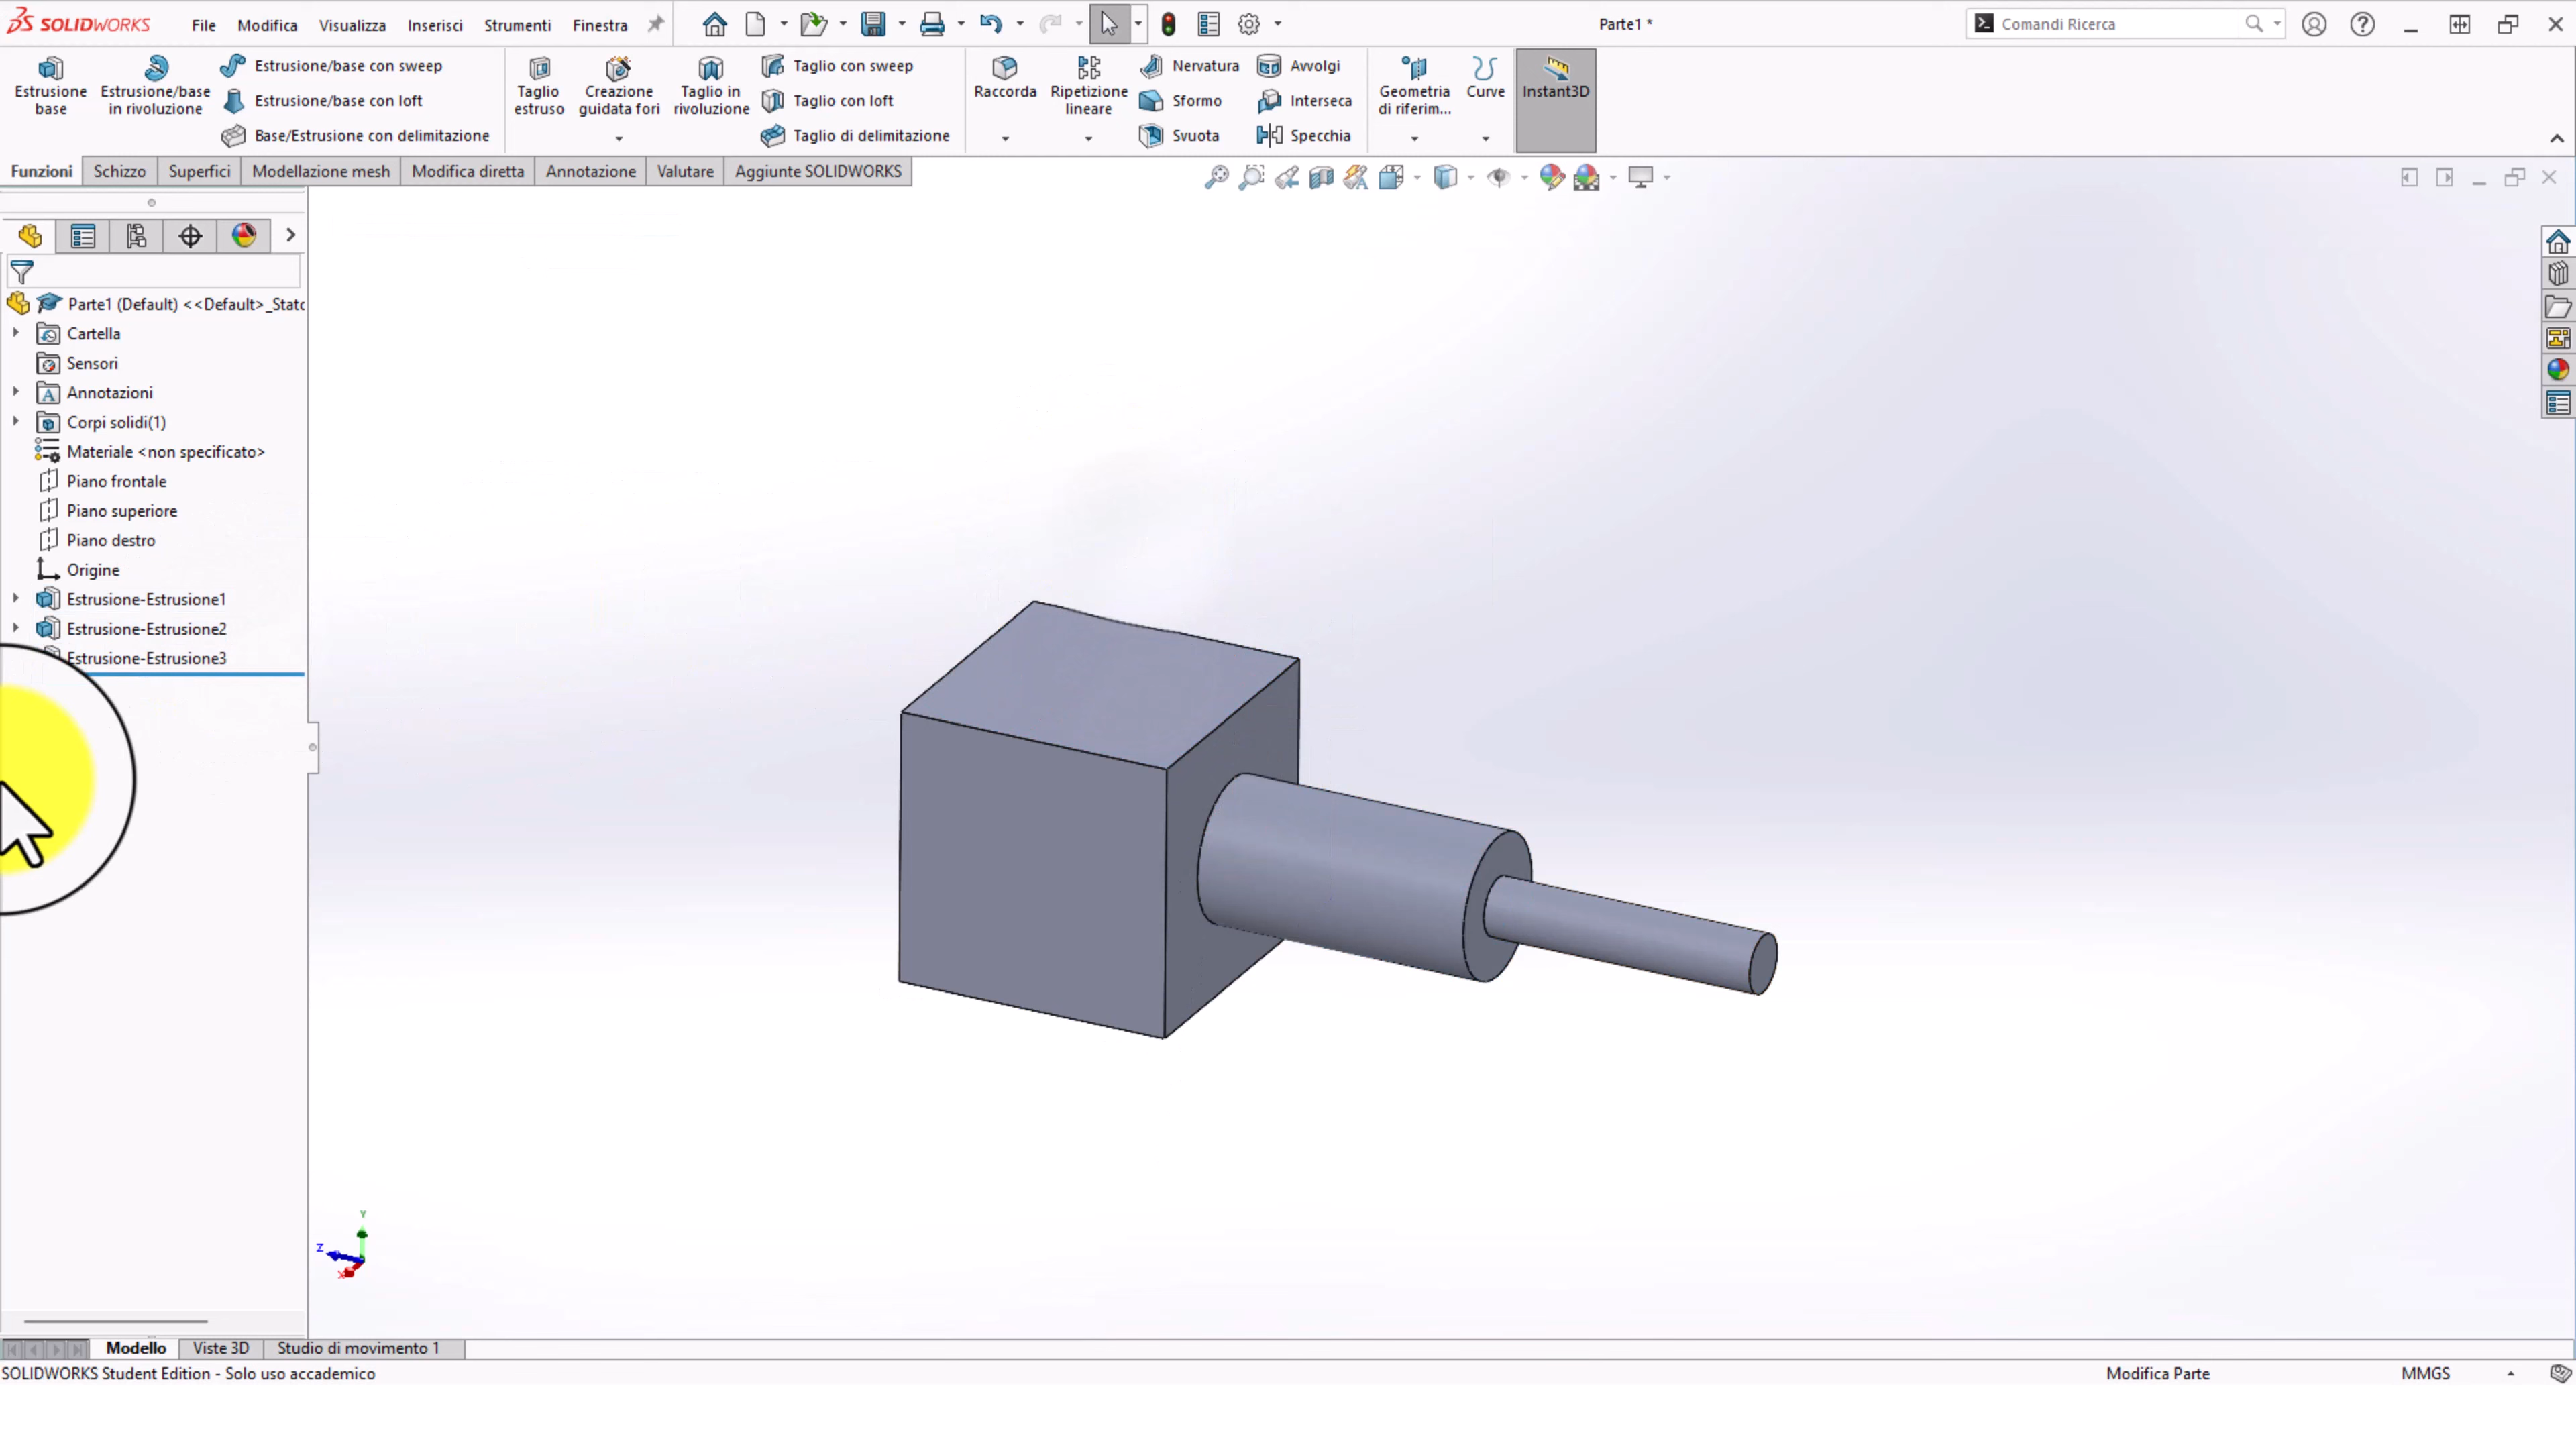 SOLIDWORKS File Modifica Visualizza Inserisci Strumenti Finestra Parte1 * Comandi Ricerca
Estrusione base
Estrusione/base in rivoluzione
Estrusione/base con sweep
Estrusione/base con loft
Base/Estrusione con delimitazione
Taglio estruso
Creazione guidata fori
Taglio in rivoluzione
Taglio con sweep
Taglio con loft
Taglio di delimitazione
Raccorda
Ripetizione lineare
Nervatura
Sformo
Svuota
Avvolgi
Interseca
Specchia
Geometria di riferim...
Curve
Instant3D
Funzioni Schizzo Superfici Modellazione mesh Modifica diretta Annotazione Valutare Aggiunte SOLIDWORKS
Parte1 (Default) <<Default>_Stato
Cartella
Sensori
Annotazioni
Corpi solidi(1)
Materiale <non specificato>
Piano frontale
Piano superiore
Piano destro
Origine
Estrusione-Estrusione1
Estrusione-Estrusione2
Estrusione-Estrusione3
Y
Z
X
Modello Viste 3D Studio di movimento 1
SOLIDWORKS Student Edition - Solo uso accademico Modifica Parte MMGS